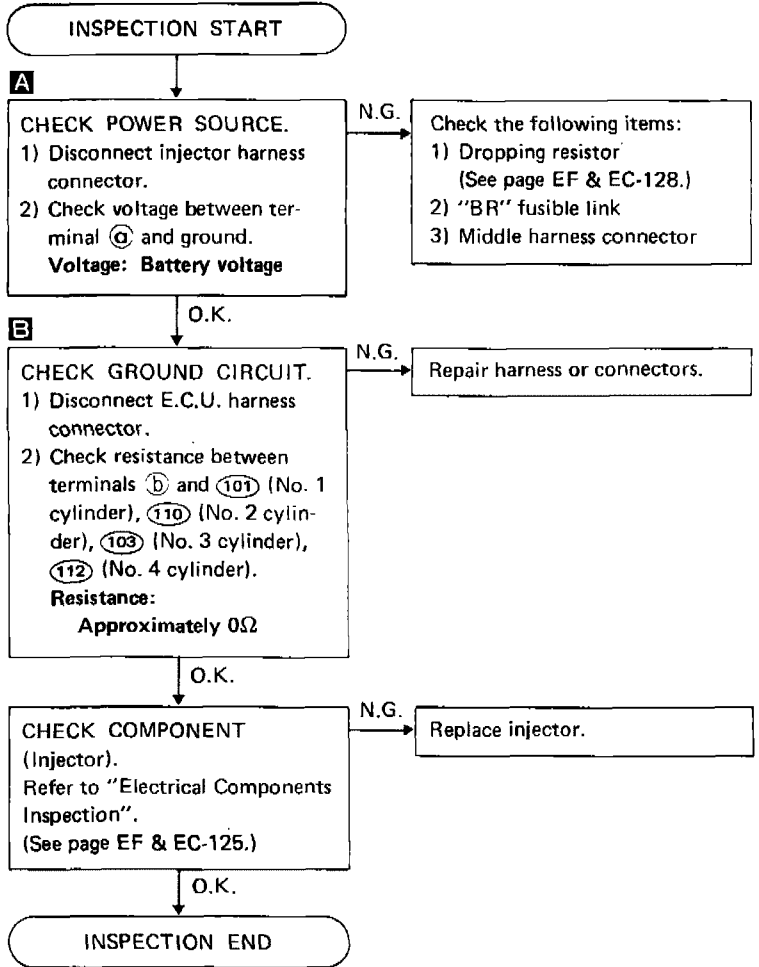 INSPECTION START
A
CHECK POWER SOURCE.
1) Disconnect injector harness
connector.
2) Check voltage between ter-
minal ⓐ and ground.
Voltage: Battery voltage
N.G.
Check the following items:
1) Dropping resistor
(See page EF & EC-128.)
2) "BR" fusible link
3) Middle harness connector
O.K.
B
CHECK GROUND CIRCUIT.
1) Disconnect E.C.U. harness
connector.
2) Check resistance between
terminals ⓑ and 101 (No. 1
cylinder), 110 (No. 2 cylin-
der), 103 (No. 3 cylinder),
112 (No. 4 cylinder).
Resistance:
Approximately 0Ω
N.G.
Repair harness or connectors.
O.K.
CHECK COMPONENT
(Injector).
Refer to "Electrical Components
Inspection".
(See page EF & EC-125.)
N.G.
Replace injector.
O.K.
INSPECTION END